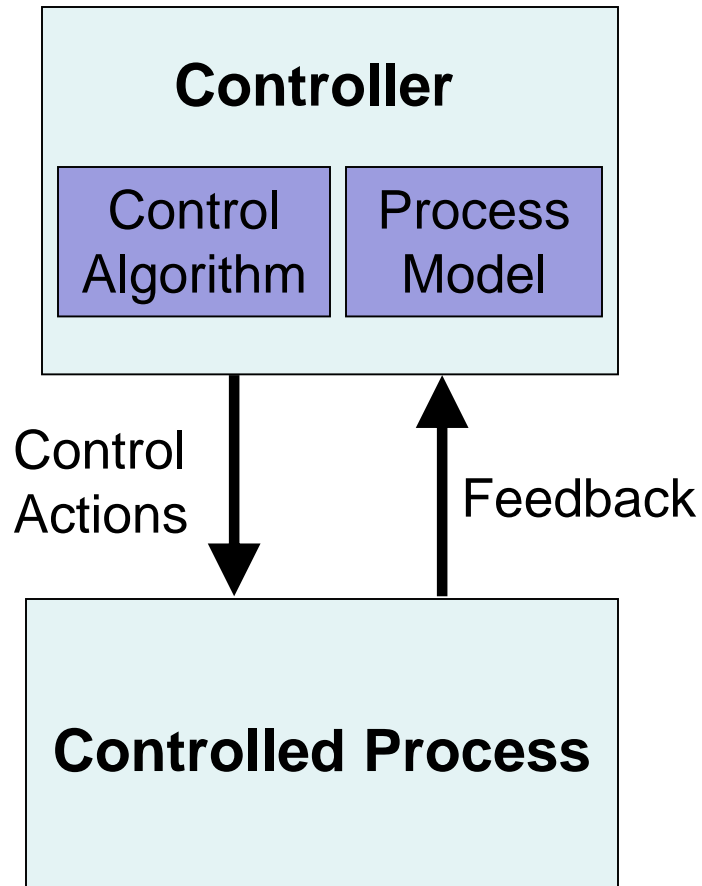 Controller
Control
Algorithm
Process
Model
Control
Actions
Feedback
Controlled Process